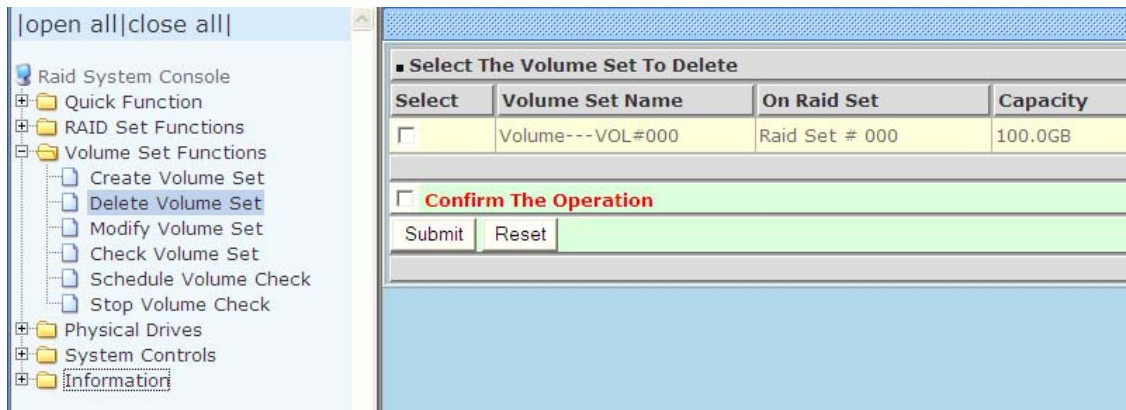 |open all|close all|
Raid System Console
Quick Function
RAID Set Functions
Volume Set Functions
Create Volume Set
Delete Volume Set
Modify Volume Set
Check Volume Set
Schedule Volume Check
Stop Volume Check
Physical Drives
System Controls
Information
Select The Volume Set To Delete
Select Volume Set Name On Raid Set Capacity
Volume---VOL#000 Raid Set # 000 100.0GB
Confirm The Operation
Submit Reset